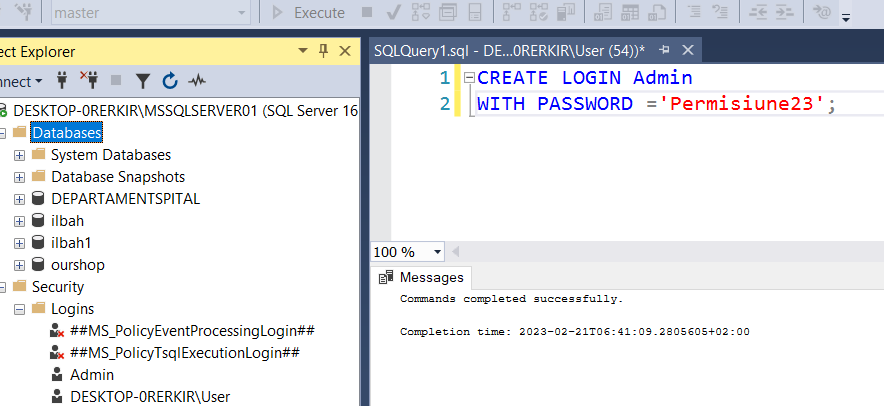 master
Execute
ect Explorer
nnect
DESKTOP-0RERKIR\MSSQLSERVER01 (SQL Server 16
Databases
System Databases
Database Snapshots
DEPARTAMENTSPITAL
ilbah
ilbah1
ourshop
Security
Logins
##MS_PolicyEventProcessingLogin##
##MS_PolicyTsqlExecutionLogin##
Admin
DESKTOP-0RERKIR\User
SQLQuery1.sql - DE...0RERKIR\User (54))*
1 CREATE LOGIN Admin
2 WITH PASSWORD ='Permisiune23';
100 %
Messages
Commands completed successfully.
Completion time: 2023-02-21T06:41:09.2805605+02:00